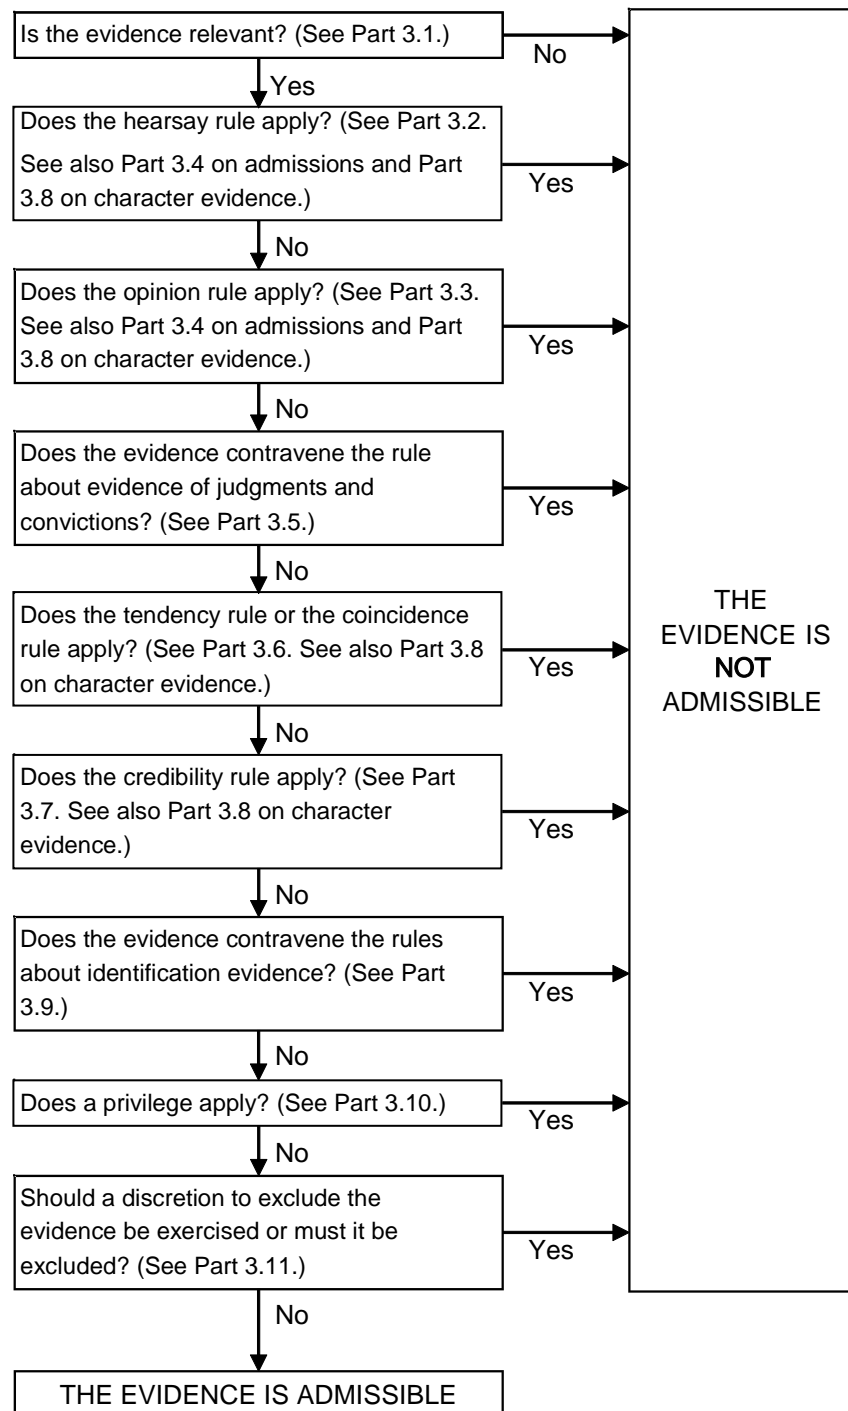 Is the evidence relevant? (See Part 3.1.)
No
Yes
Does the hearsay rule apply? (See Part 3.2.
See also Part 3.4 on admissions and Part
3.8 on character evidence.)
Yes
No
Does the opinion rule apply? (See Part 3.3.
See also Part 3.4 on admissions and Part
3.8 on character evidence.)
Yes
No
Does the evidence contravene the rule
about evidence of judgments and
convictions? (See Part 3.5.)
Yes
No
Does the tendency rule or the coincidence
rule apply? (See Part 3.6. See also Part 3.8
on character evidence.)
Yes
No
Does the credibility rule apply? (See Part
3.7. See also Part 3.8 on character
evidence.)
Yes
No
Does the evidence contravene the rules
about identification evidence? (See Part
3.9.)
Yes
No
Does a privilege apply? (See Part 3.10.)
Yes
No
Should a discretion to exclude the
evidence be exercised or must it be
excluded? (See Part 3.11.)
Yes
No
THE EVIDENCE IS ADMISSIBLE
THE
EVIDENCE IS
NOT
ADMISSIBLE